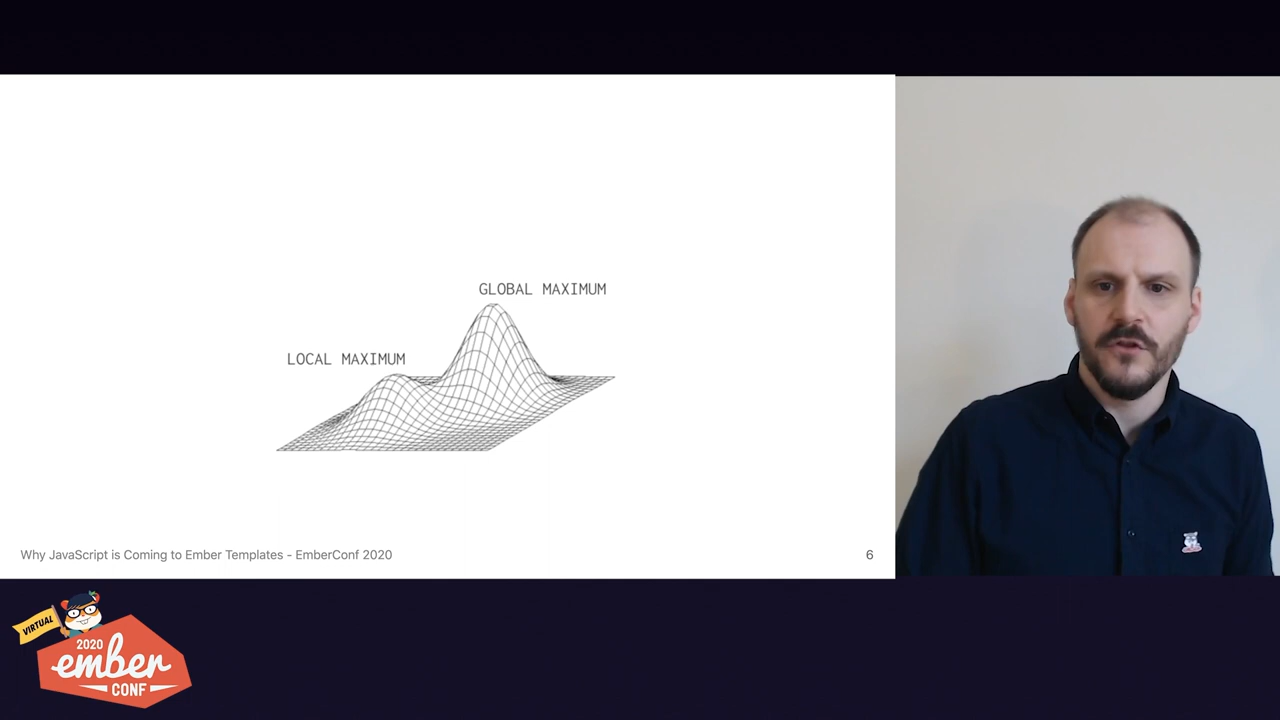 GLOBAL MAXIMUM
LOCAL MAXIMUM
Why JavaScript is Coming to Ember Templates - EmberConf 2020
6
VIRTUAL
2020
ember
CONF